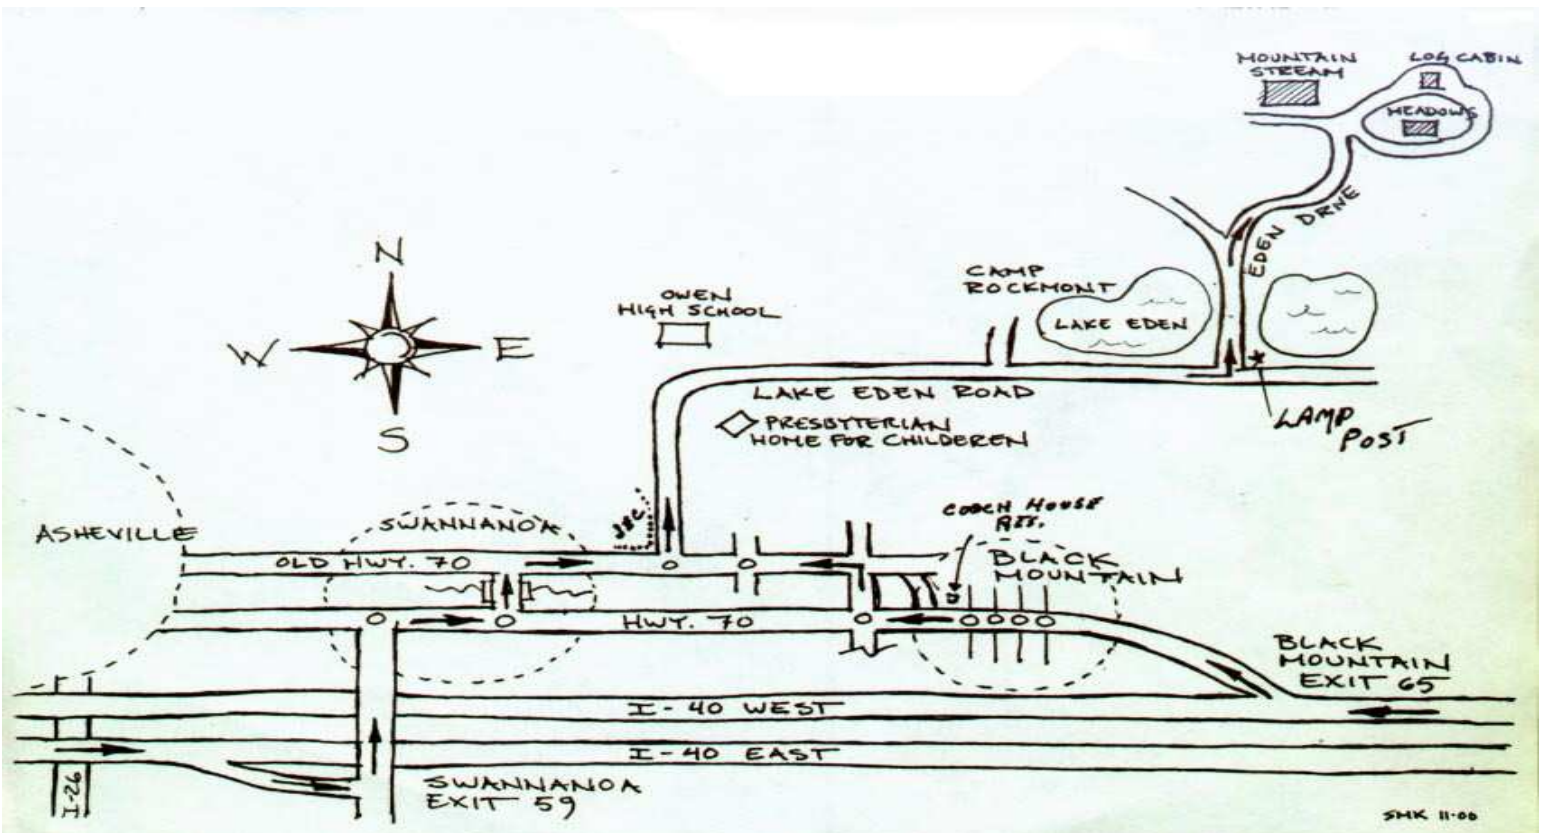 MOUNTAIN
STREAM
LOG CABIN
MEADOWS
EDEN DRIVE
N
W
E
S
OWEN
HIGH SCHOOL
CAMP
ROCKMONT
LAKE EDEN
LAKE EDEN ROAD
LAMP
POST
PRESBYTERIAN
HOME FOR CHILDEREN
ASHEVILLE
SWANNANOA
COACH HOUSE
OLD HWY. 70
BLACK
MOUNTAIN
HWY. 70
BLACK
MOUNTAIN
EXIT 65
I-40 WEST
I-40 EAST
I-26
SWANNANOA
EXIT 59
SMK 11-00